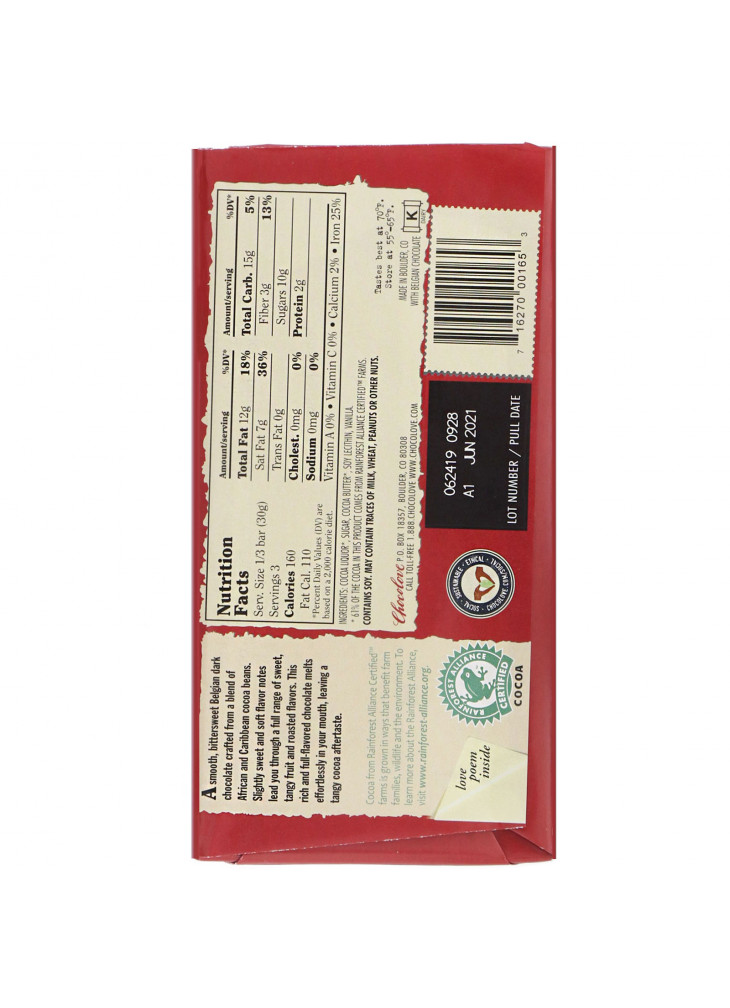 A smooth, bittersweet Belgian dark
chocolate crafted from a blend of
African and Caribbean cocoa beans.
Slightly sweet and soft flavor notes
lead you through a full range of sweet,
tangy fruit and roasted flavors. This
rich and full-flavored chocolate melts
effortlessly in your mouth, leaving a
tangy cocoa aftertaste.
Cocoa from Rainforest Alliance Certified™
farms is grown in ways that benefit farm
families, wildlife and the environment. To
learn more about the Rainforest Alliance,
visit www.rainforest-alliance.org.
love
poem
inside
RAINFOREST ALLIANCE
CERTIFIED
COCOA
Nutrition
Facts
Serv. Size 1/3 bar (30g)
Servings 3
Calories 160
Fat Cal. 110
*Percent Daily Values (DV) are
based on a 2,000 calorie diet.
Amount/serving %DV*
Total Fat 12g 18%
Sat Fat 7g 36%
Trans Fat 0g
Cholest. 0mg 0%
Sodium 0mg 0%
Amount/serving %DV*
Total Carb. 15g 5%
Fiber 3g 13%
Sugars 10g
Protein 2g
Vitamin A 0% • Vitamin C 0% • Calcium 2% • Iron 25%
INGREDIENTS: COCOA LIQUOR*, SUGAR, COCOA BUTTER*, SOY LECITHIN, VANILLA.
* 61% OF THE COCOA IN THIS PRODUCT COMES FROM RAINFOREST ALLIANCE CERTIFIED™ FARMS.
CONTAINS SOY. MAY CONTAIN TRACES OF MILK, WHEAT, PEANUTS OR OTHER NUTS.
Chocolove P.O. BOX 18357, BOULDER, CO 80308
CALL TOLL-FREE 1.888.CHOCOLOVE WWW.CHOCOLOVE.COM
Tastes best at 70°F.
Store at 55°-65°F.
MADE IN BOULDER, CO
WITH BELGIAN CHOCOLATE
K
DAIRY
SUSTAINABLE • ETHICAL •
SOCIAL • CHOCOLOVE.COM
062419 0928
A1 JUN 2021
LOT NUMBER / PULL DATE
7 16270 00165 3